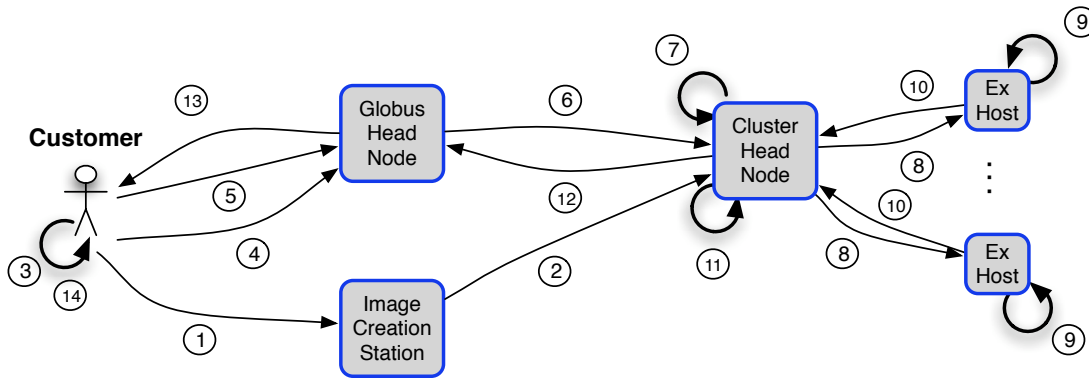 Customer
13
5
4
3
14
1
Globus
Head
Node
Image
Creation
Station
6
12
2
7
Cluster
Head
Node
11
10
8
10
8
9
Ex
Host
⋮
Ex
Host
9